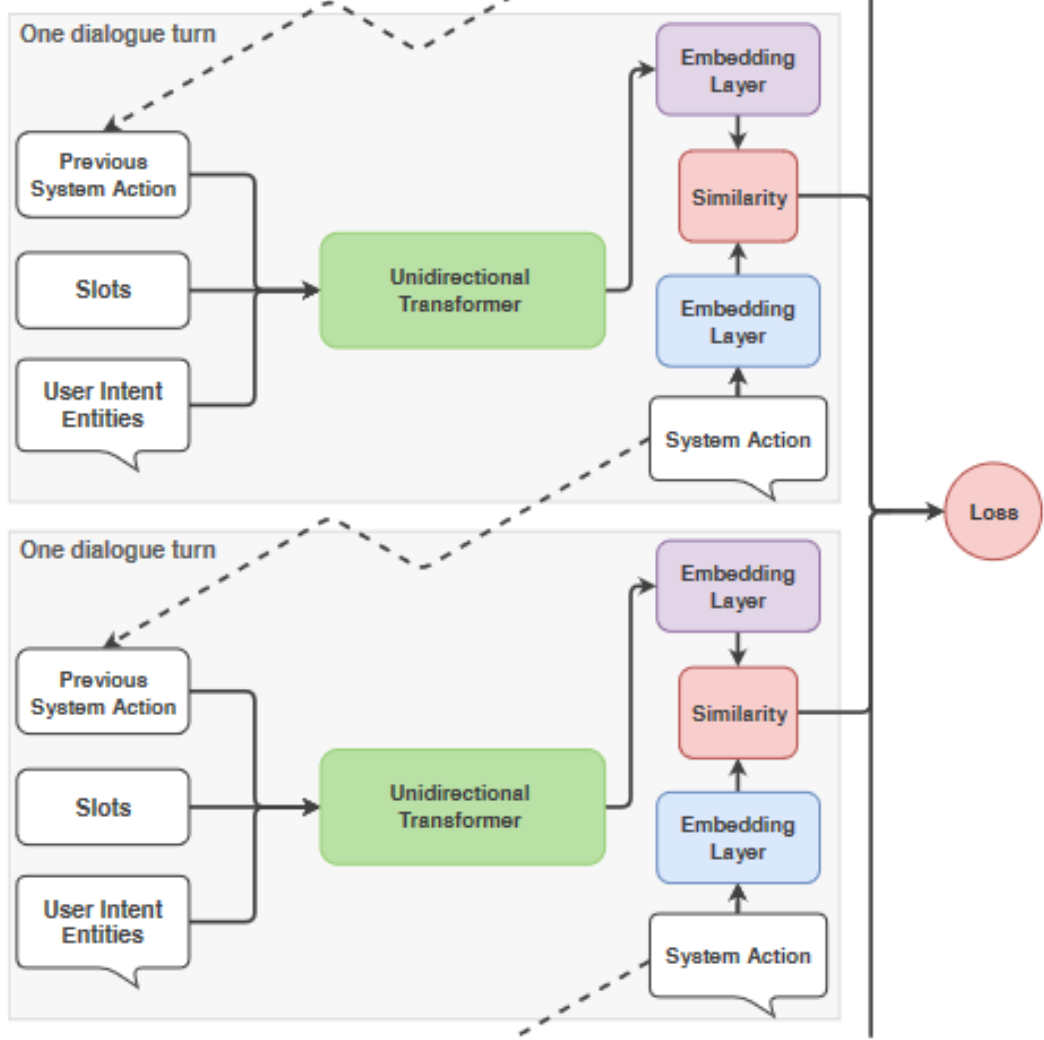 One dialogue turn
Embedding
Layer
Previous
System Action
Similarity
Slots
Unidirectional
Transformer
Embedding
Layer
User Intent
Entities
System Action
Loss
One dialogue turn
Embedding
Layer
Previous
System Action
Similarity
Slots
Unidirectional
Transformer
Embedding
Layer
User Intent
Entities
System Action